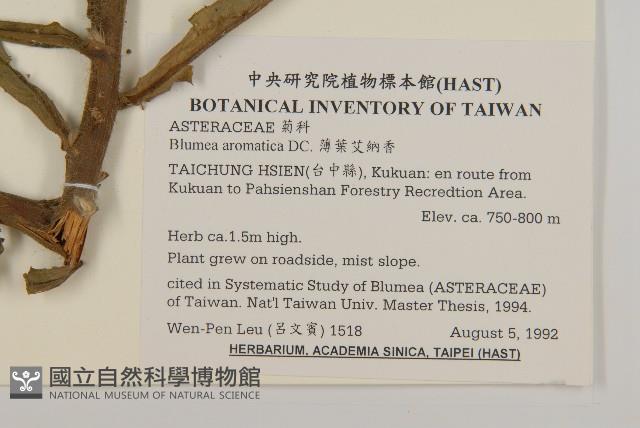 中央研究院植物標本館(HAST)
BOTANICAL INVENTORY OF TAIWAN
ASTERACEAE 菊科
Blumea aromatica DC. 薄葉艾納香
TAICHUNG HSIEN(台中縣), Kukuan: en route from
Kukuan to Pahsienshan Forestry Recredtion Area.
Elev. ca. 750-800 m
Herb ca.1.5m high.
Plant grew on roadside, mist slope.
cited in Systematic Study of Blumea (ASTERACEAE)
of Taiwan. Nat'l Taiwan Univ. Master Thesis, 1994.
Wen-Pen Leu (呂文賓) 1518 August 5, 1992
HERBARIUM, ACADEMIA SINICA, TAIPEI (HAST)
國立自然科學博物館
NATIONAL MUSEUM OF NATURAL SCIENCE